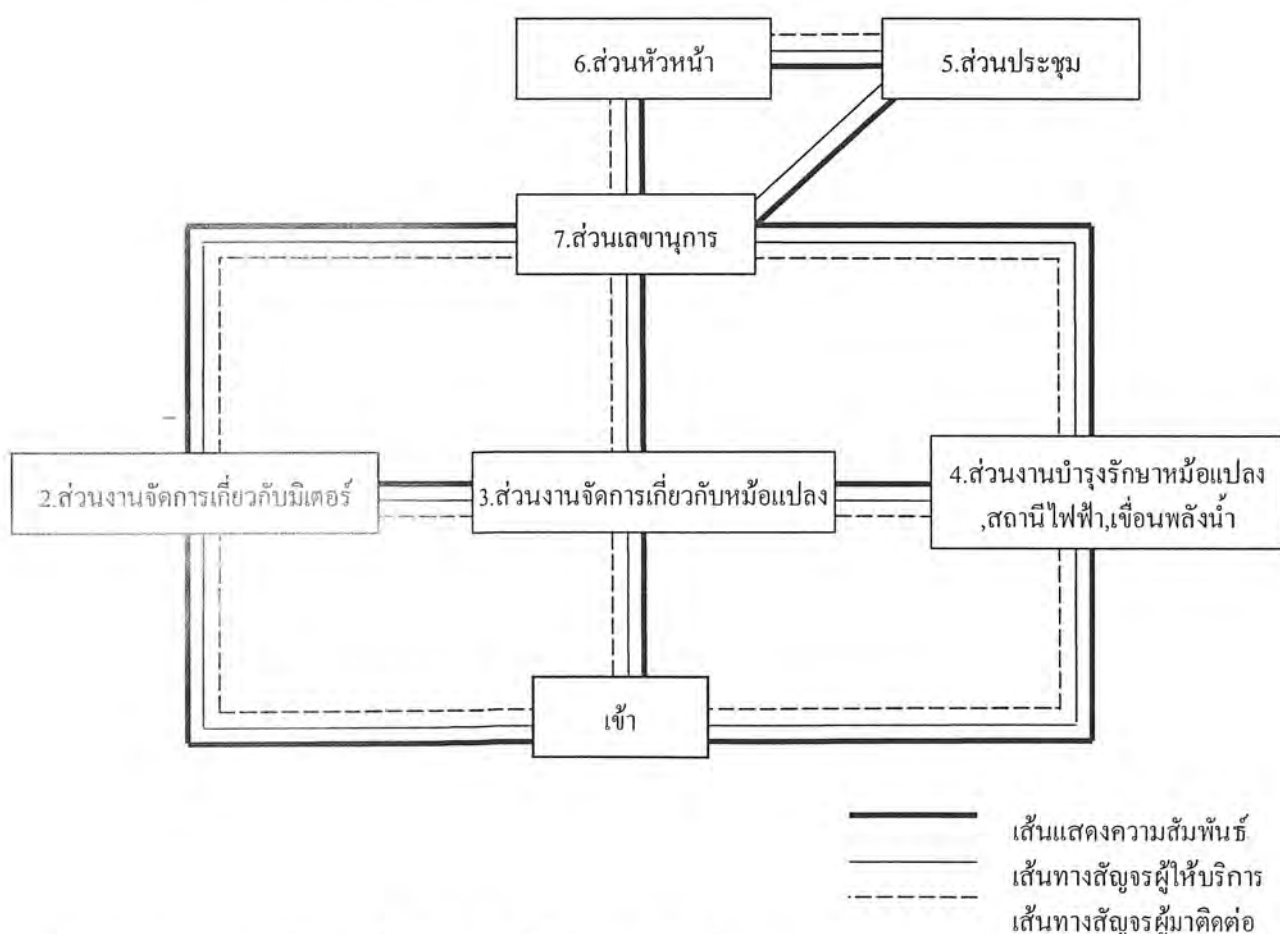 6.ส่วนหัวหน้า
5.ส่วนประชุม
7.ส่วนเลขานุการ
2.ส่วนงานจัดการเกี่ยวกับมิเตอร์
3.ส่วนงานจัดการเกี่ยวกับหม้อแปลง
4.ส่วนงานบำรุงรักษาหม้อแปลง
,สถานีไฟฟ้า,เขื่อนพลังน้ำ
เข้า
เส้นแสดงความสัมพันธ์
เส้นทางสัญจรผู้ให้บริการ
เส้นทางสัญจรผู้มาติดต่อ